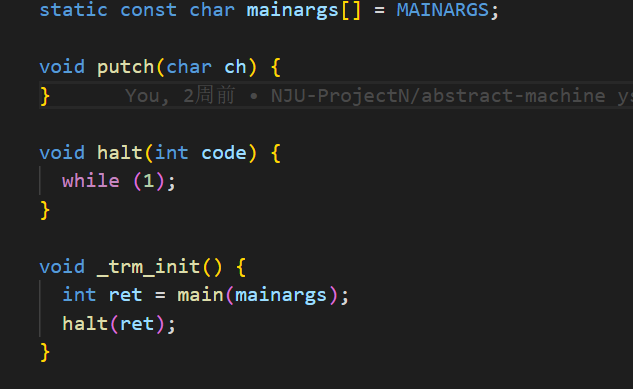 static const char mainargs[] = MAINARGS;
void putch(char ch) {
}    You, 2周前 • NJU-ProjectN/abstract-machine ys
void halt(int code) {
  while (1);
}
void _trm_init() {
  int ret = main(mainargs);
  halt(ret);
}